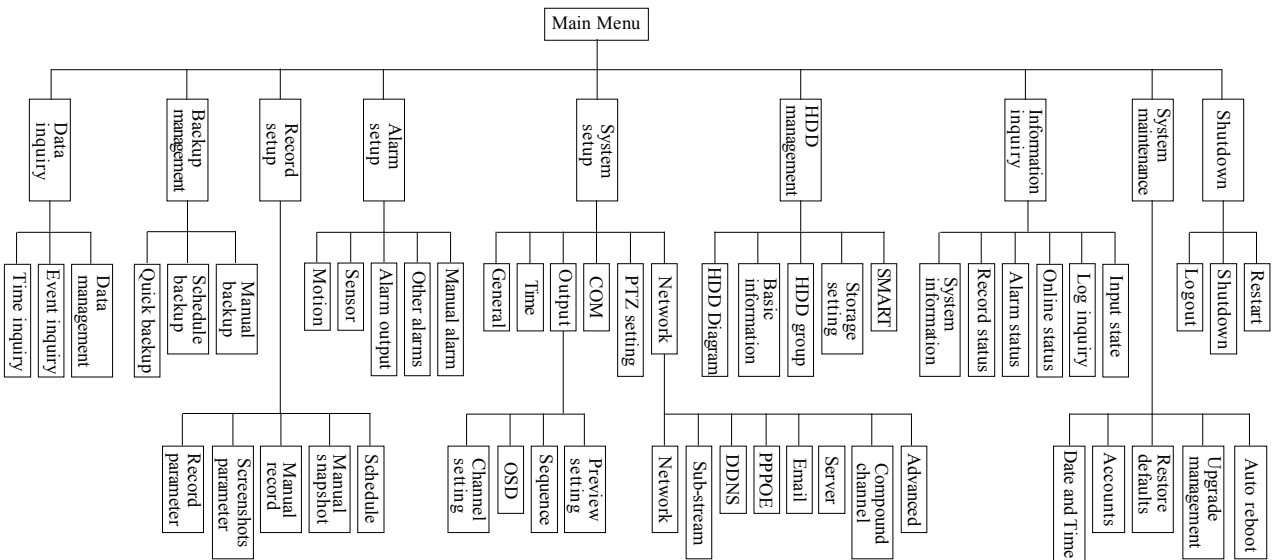 Main Menu
Data
inquiry
Backup
management
Record
setup
Alarm
setup
System
setup
HDD
management
Information
inquiry
System
maintenance
Shutdown
Time inquiry
Event inquiry
Data
management
Quick backup
Schedule
backup
Manual
backup
Motion
Sensor
Alarm output
Other alarms
Manual alarm
General
Time
Output
COM
PTZ setting
Network
HDD Diagram
Basic
information
HDD group
Storage
setting
SMART
System
information
Record status
Alarm status
Online status
Log inquiry
Input state
Logout
Shutdown
Restart
Record
parameter
Screenshots
parameter
Manual
record
Manual
snapshot
Schedule
Channel
setting
OSD
Sequence
Preview
setting
Network
Sub-stream
DDNS
PPPOE
Email
Server
Compound
channel
Advanced
Date and Time
Accounts
Restore
defaults
Upgrade
management
Auto reboot